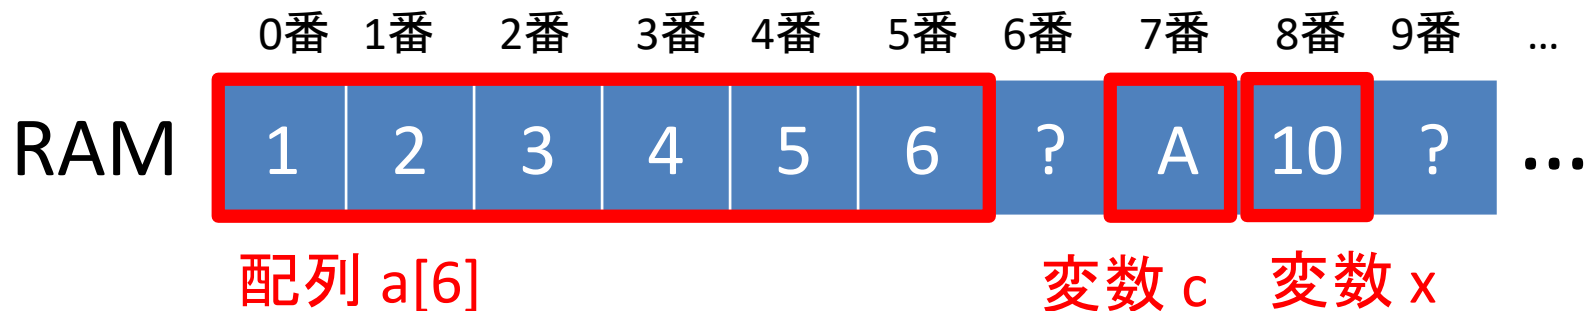 0番 1番 2番 3番 4番 5番 6番 7番 8番 9番 ...
RAM 1 2 3 4 5 6 ? A 10 ? ...
配列 a[6] 変数 c 変数 x